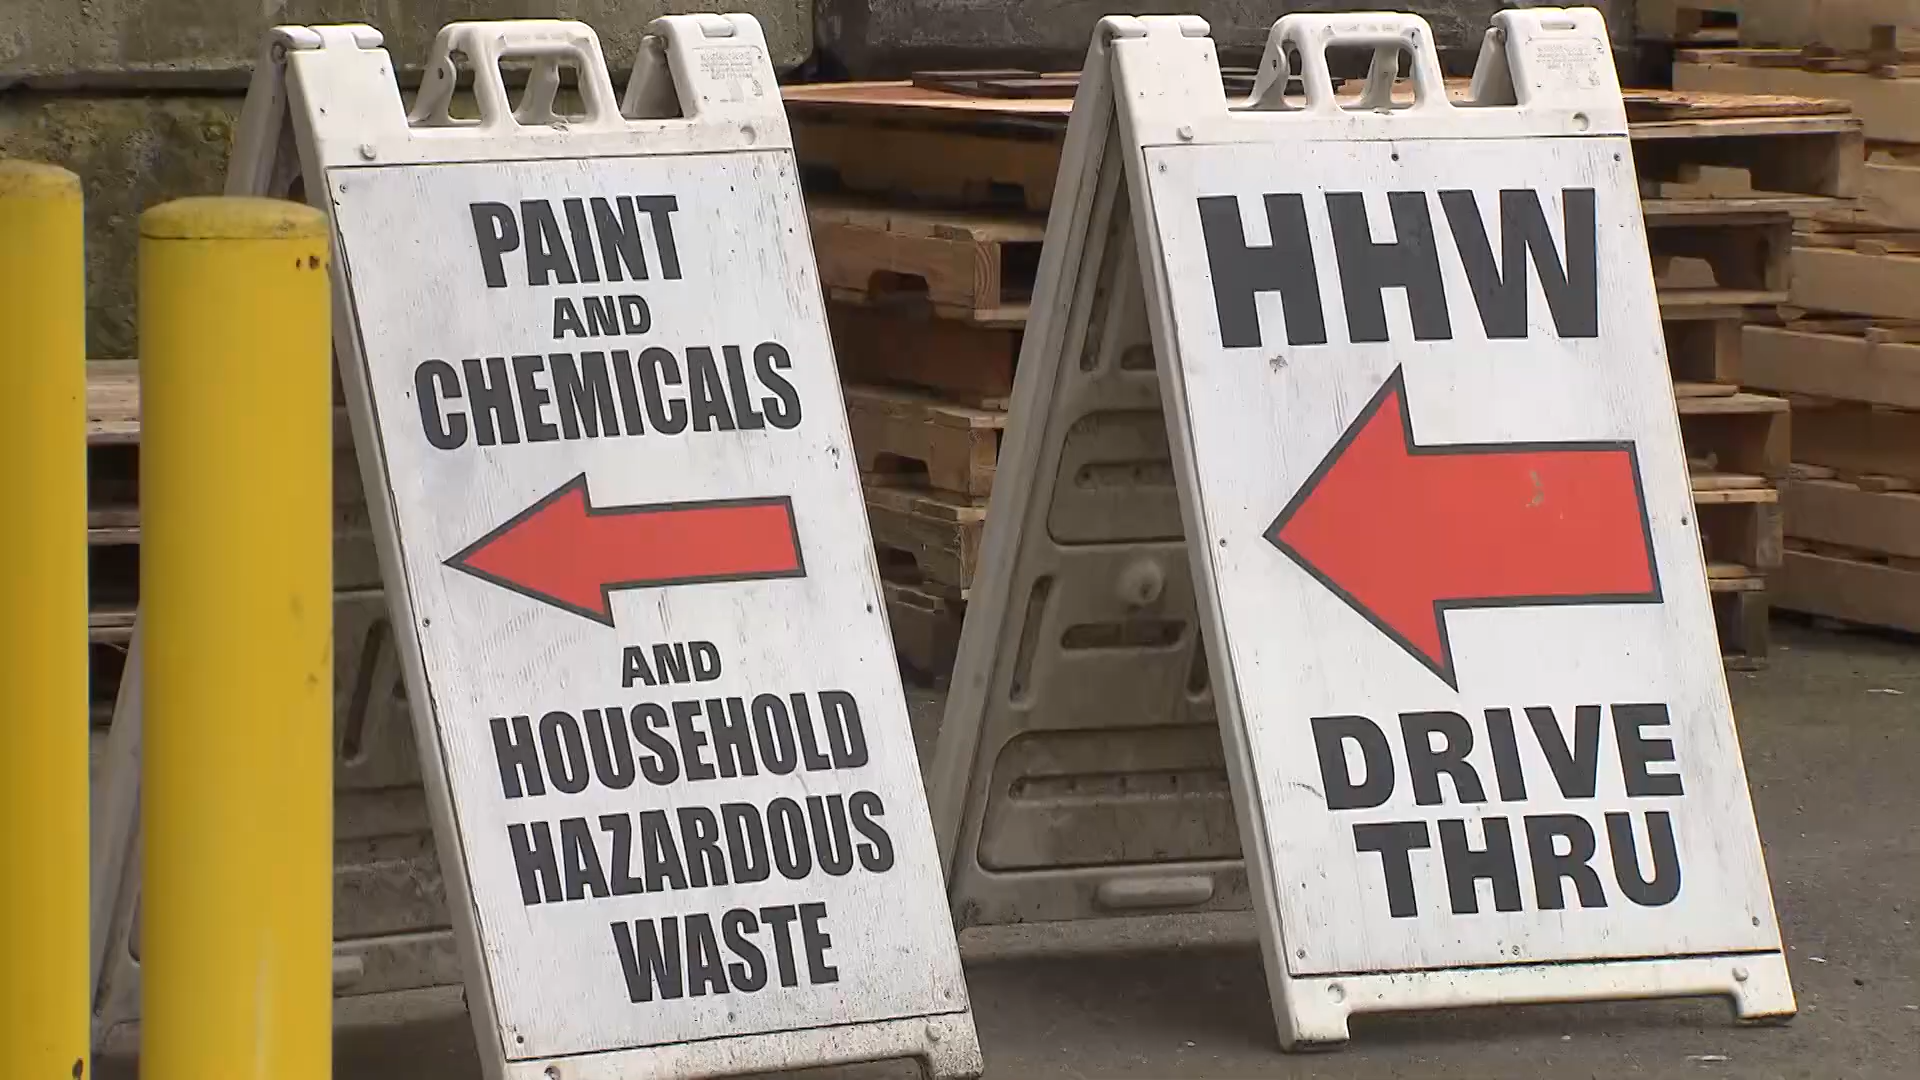 PAINT
AND
CHEMICALS
AND
HOUSEHOLD
HAZARDOUS
WASTE
HHW
DRIVE
THRU